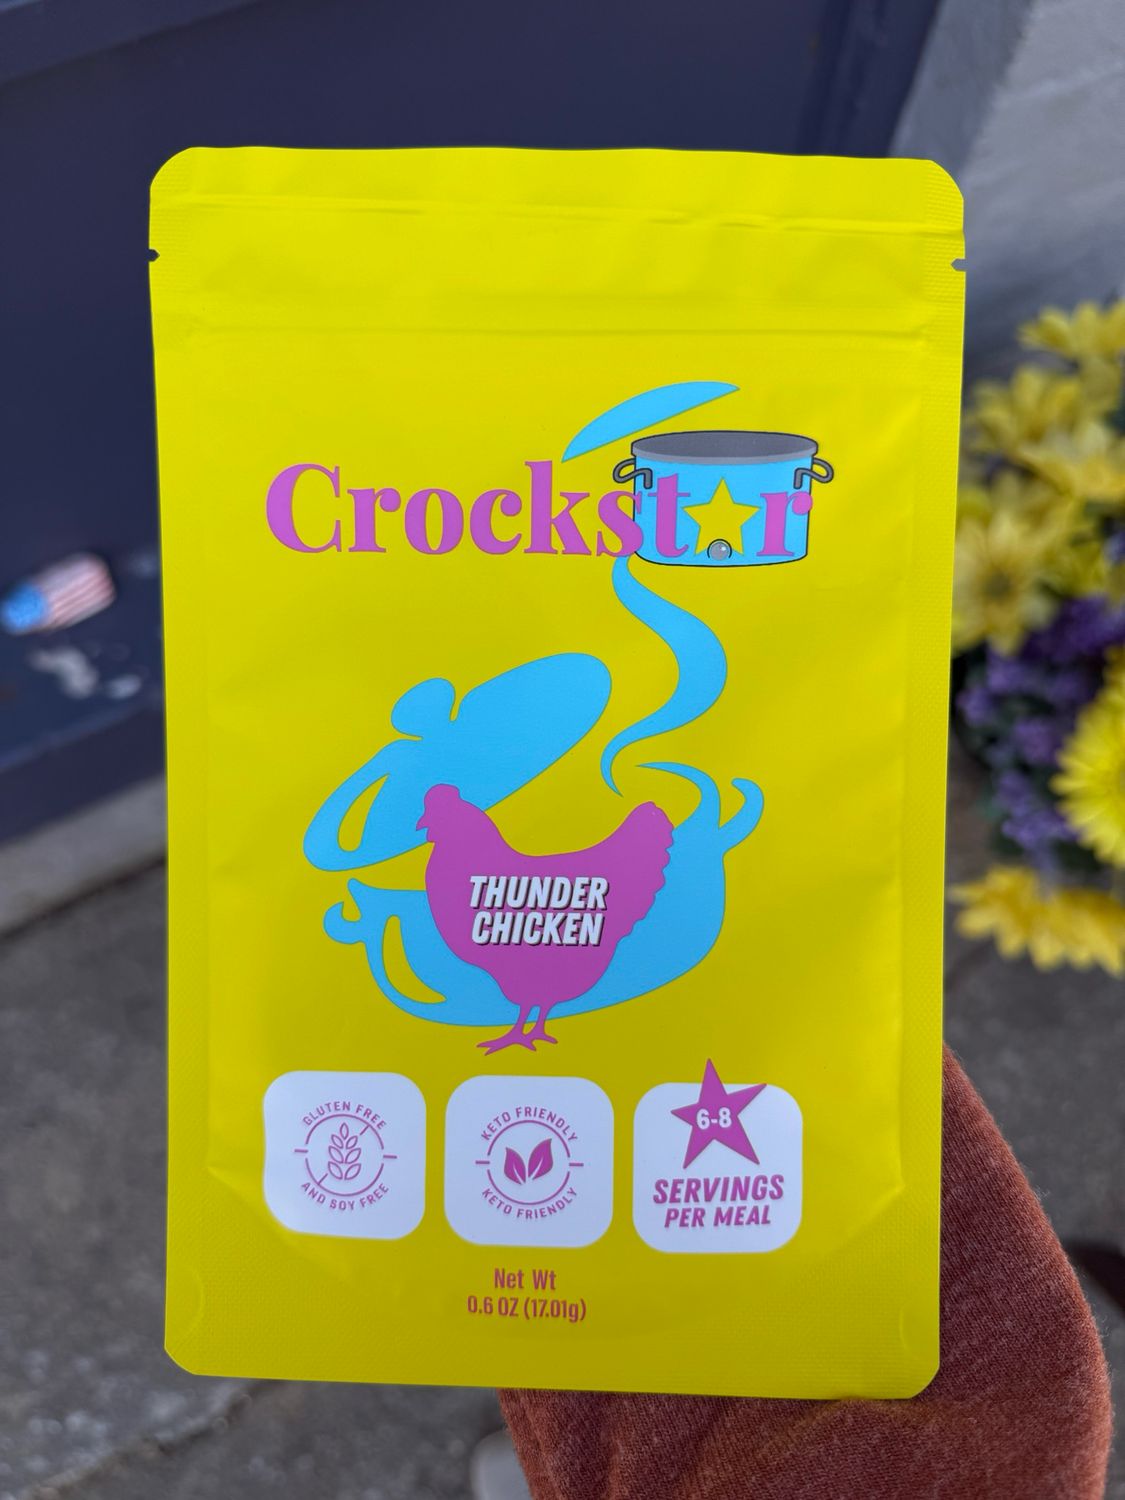 Crockstar
THUNDER
CHICKEN
GLUTEN FREE
AND SOY FREE
KETO FRIENDLY
KETO FRIENDLY
6-8
SERVINGS
PER MEAL
Net Wt
0.6 OZ (17.01g)